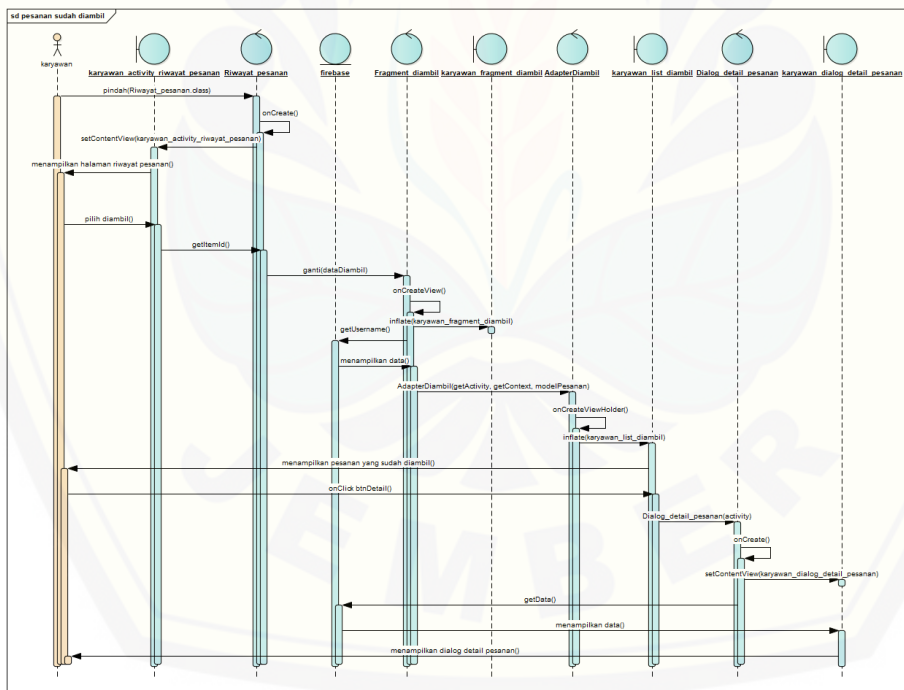 sd pesanan sudah diambil
karyawan
karyawan_activity_riwayat_pesanan
Riwayat_pesanan
firebase
Fragment_diambil
karyawan_fragment_diambil
AdapterDiambil
karyawan_list_diambil
Dialog_detail_pesanan
karyawan_dialog_detail_pesanan
pindah(Riwayat_pesanan.class)
onCreate()
setContentView(karyawan_activity_riwayat_pesanan)
menampilkan halaman riwayat pesanan()
pilih diambil()
getItemId()
ganti(dataDiambil)
onCreateView()
inflate(karyawan_fragment_diambil)
getUsername()
menampilkan data()
AdapterDiambil(getActivity, getContext, modelPesanan)
onCreateViewHolder()
inflate(karyawan_list_diambil)
menampilkan pesanan yang sudah diambil()
onClick btnDetail()
Dialog_detail_pesanan(activity)
onCreate()
setContentView(karyawan_dialog_detail_pesanan)
getData()
menampilkan data()
menampilkan dialog detail pesanan()
JEMBER